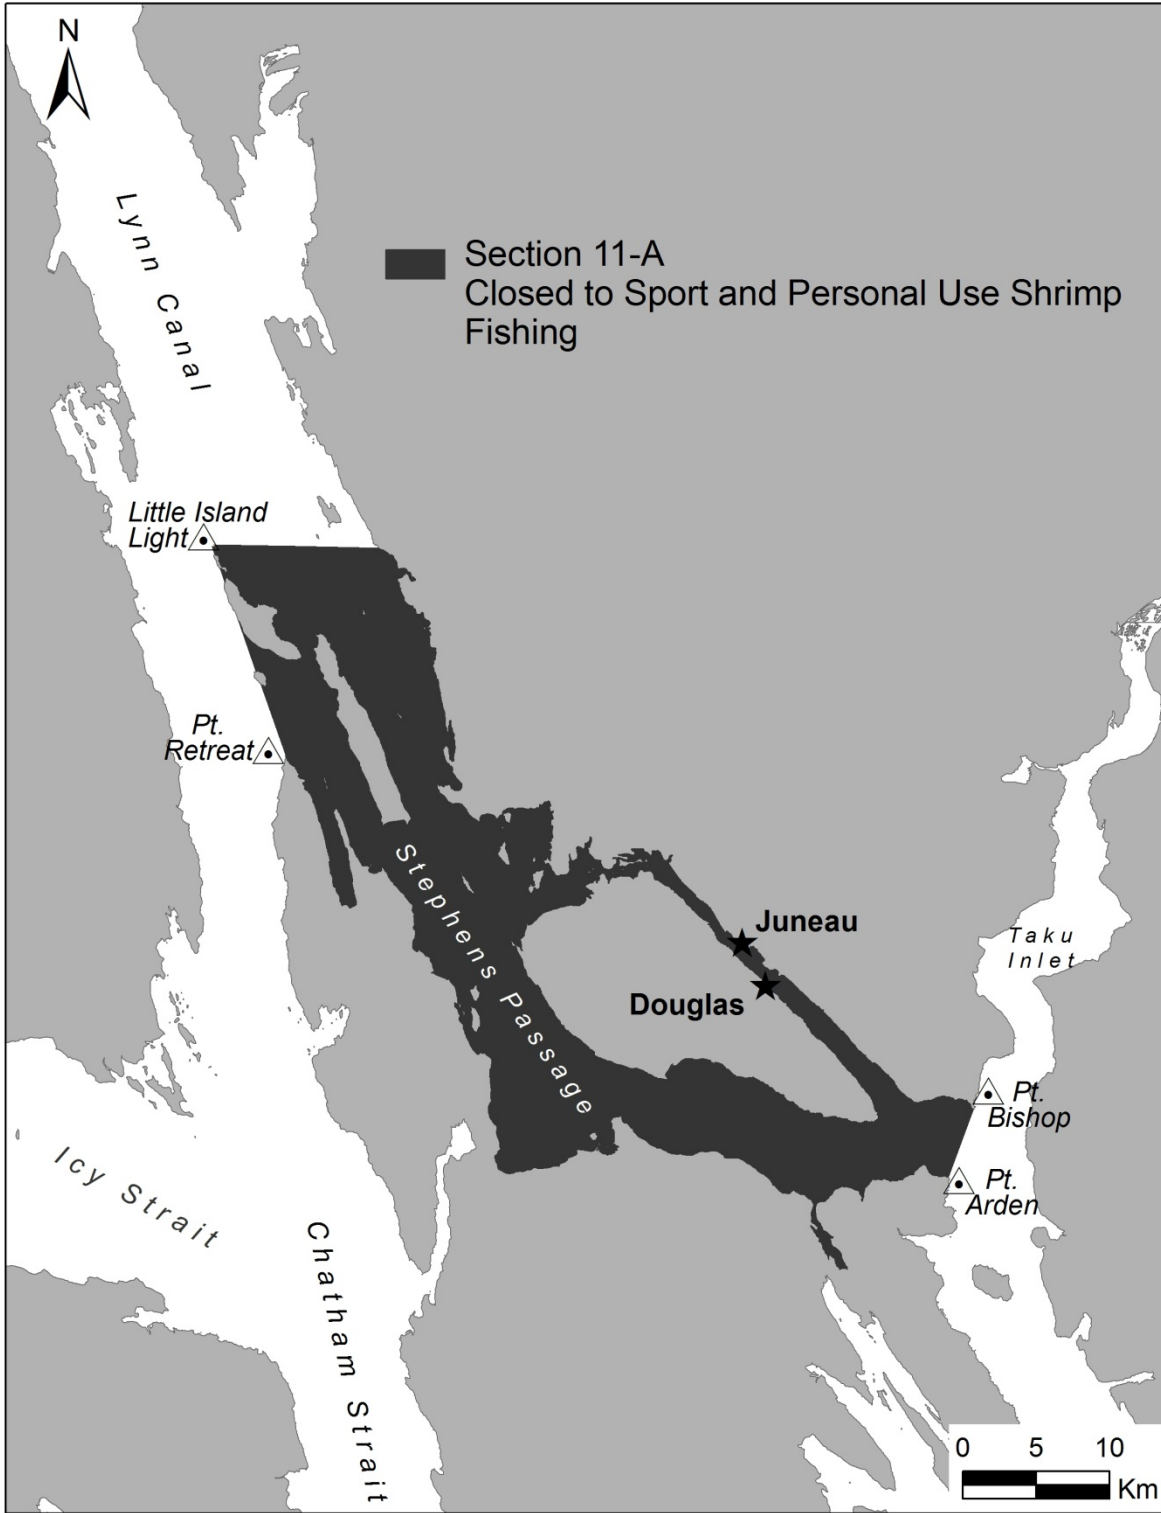 N
Lynn Canal
Section 11-A
Closed to Sport and Personal Use Shrimp
Fishing
Little Island
Light
Pt.
Retreat
Stephens Passage
Juneau
Douglas
Taku
Inlet
Pt.
Bishop
Pt.
Arden
Icy Strait
Chatham Strait
0 5 10
Km